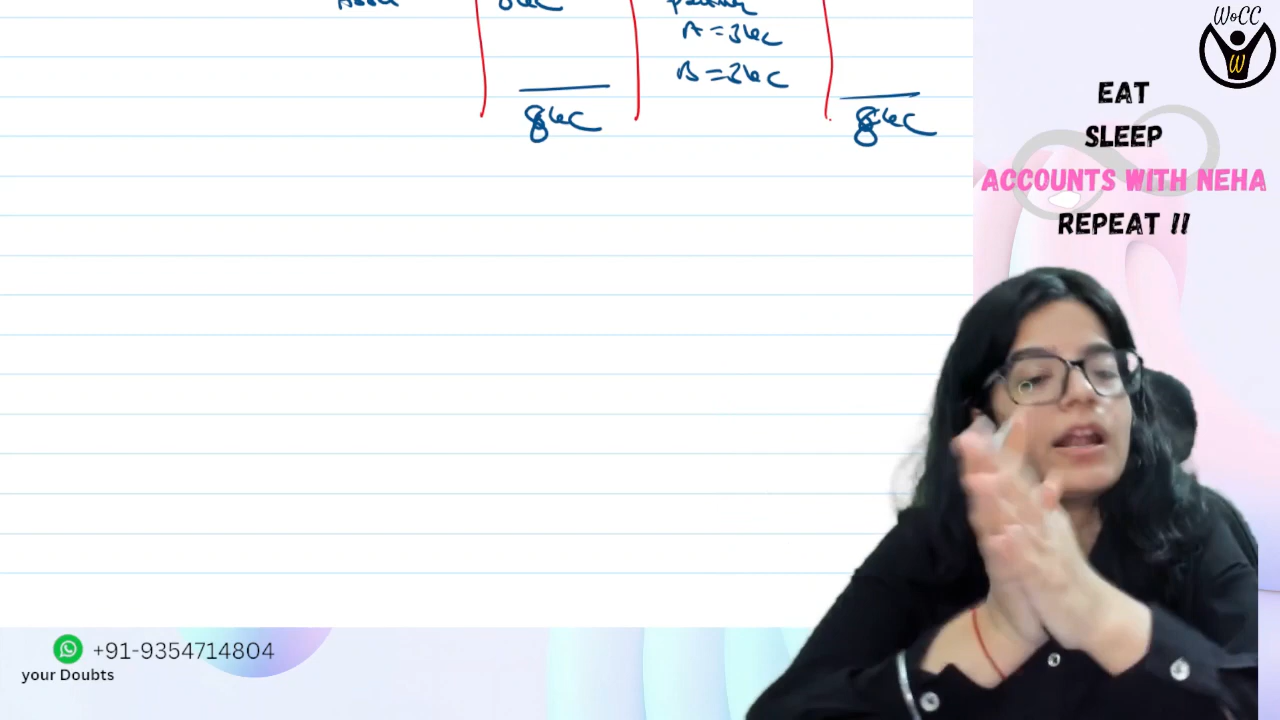 A = 3lac
B = 2lac
8lac
8lac
WoCC
W
EAT
SLEEP
ACCOUNTS WITH NEHA
REPEAT !!
+91-9354714804
your Doubts